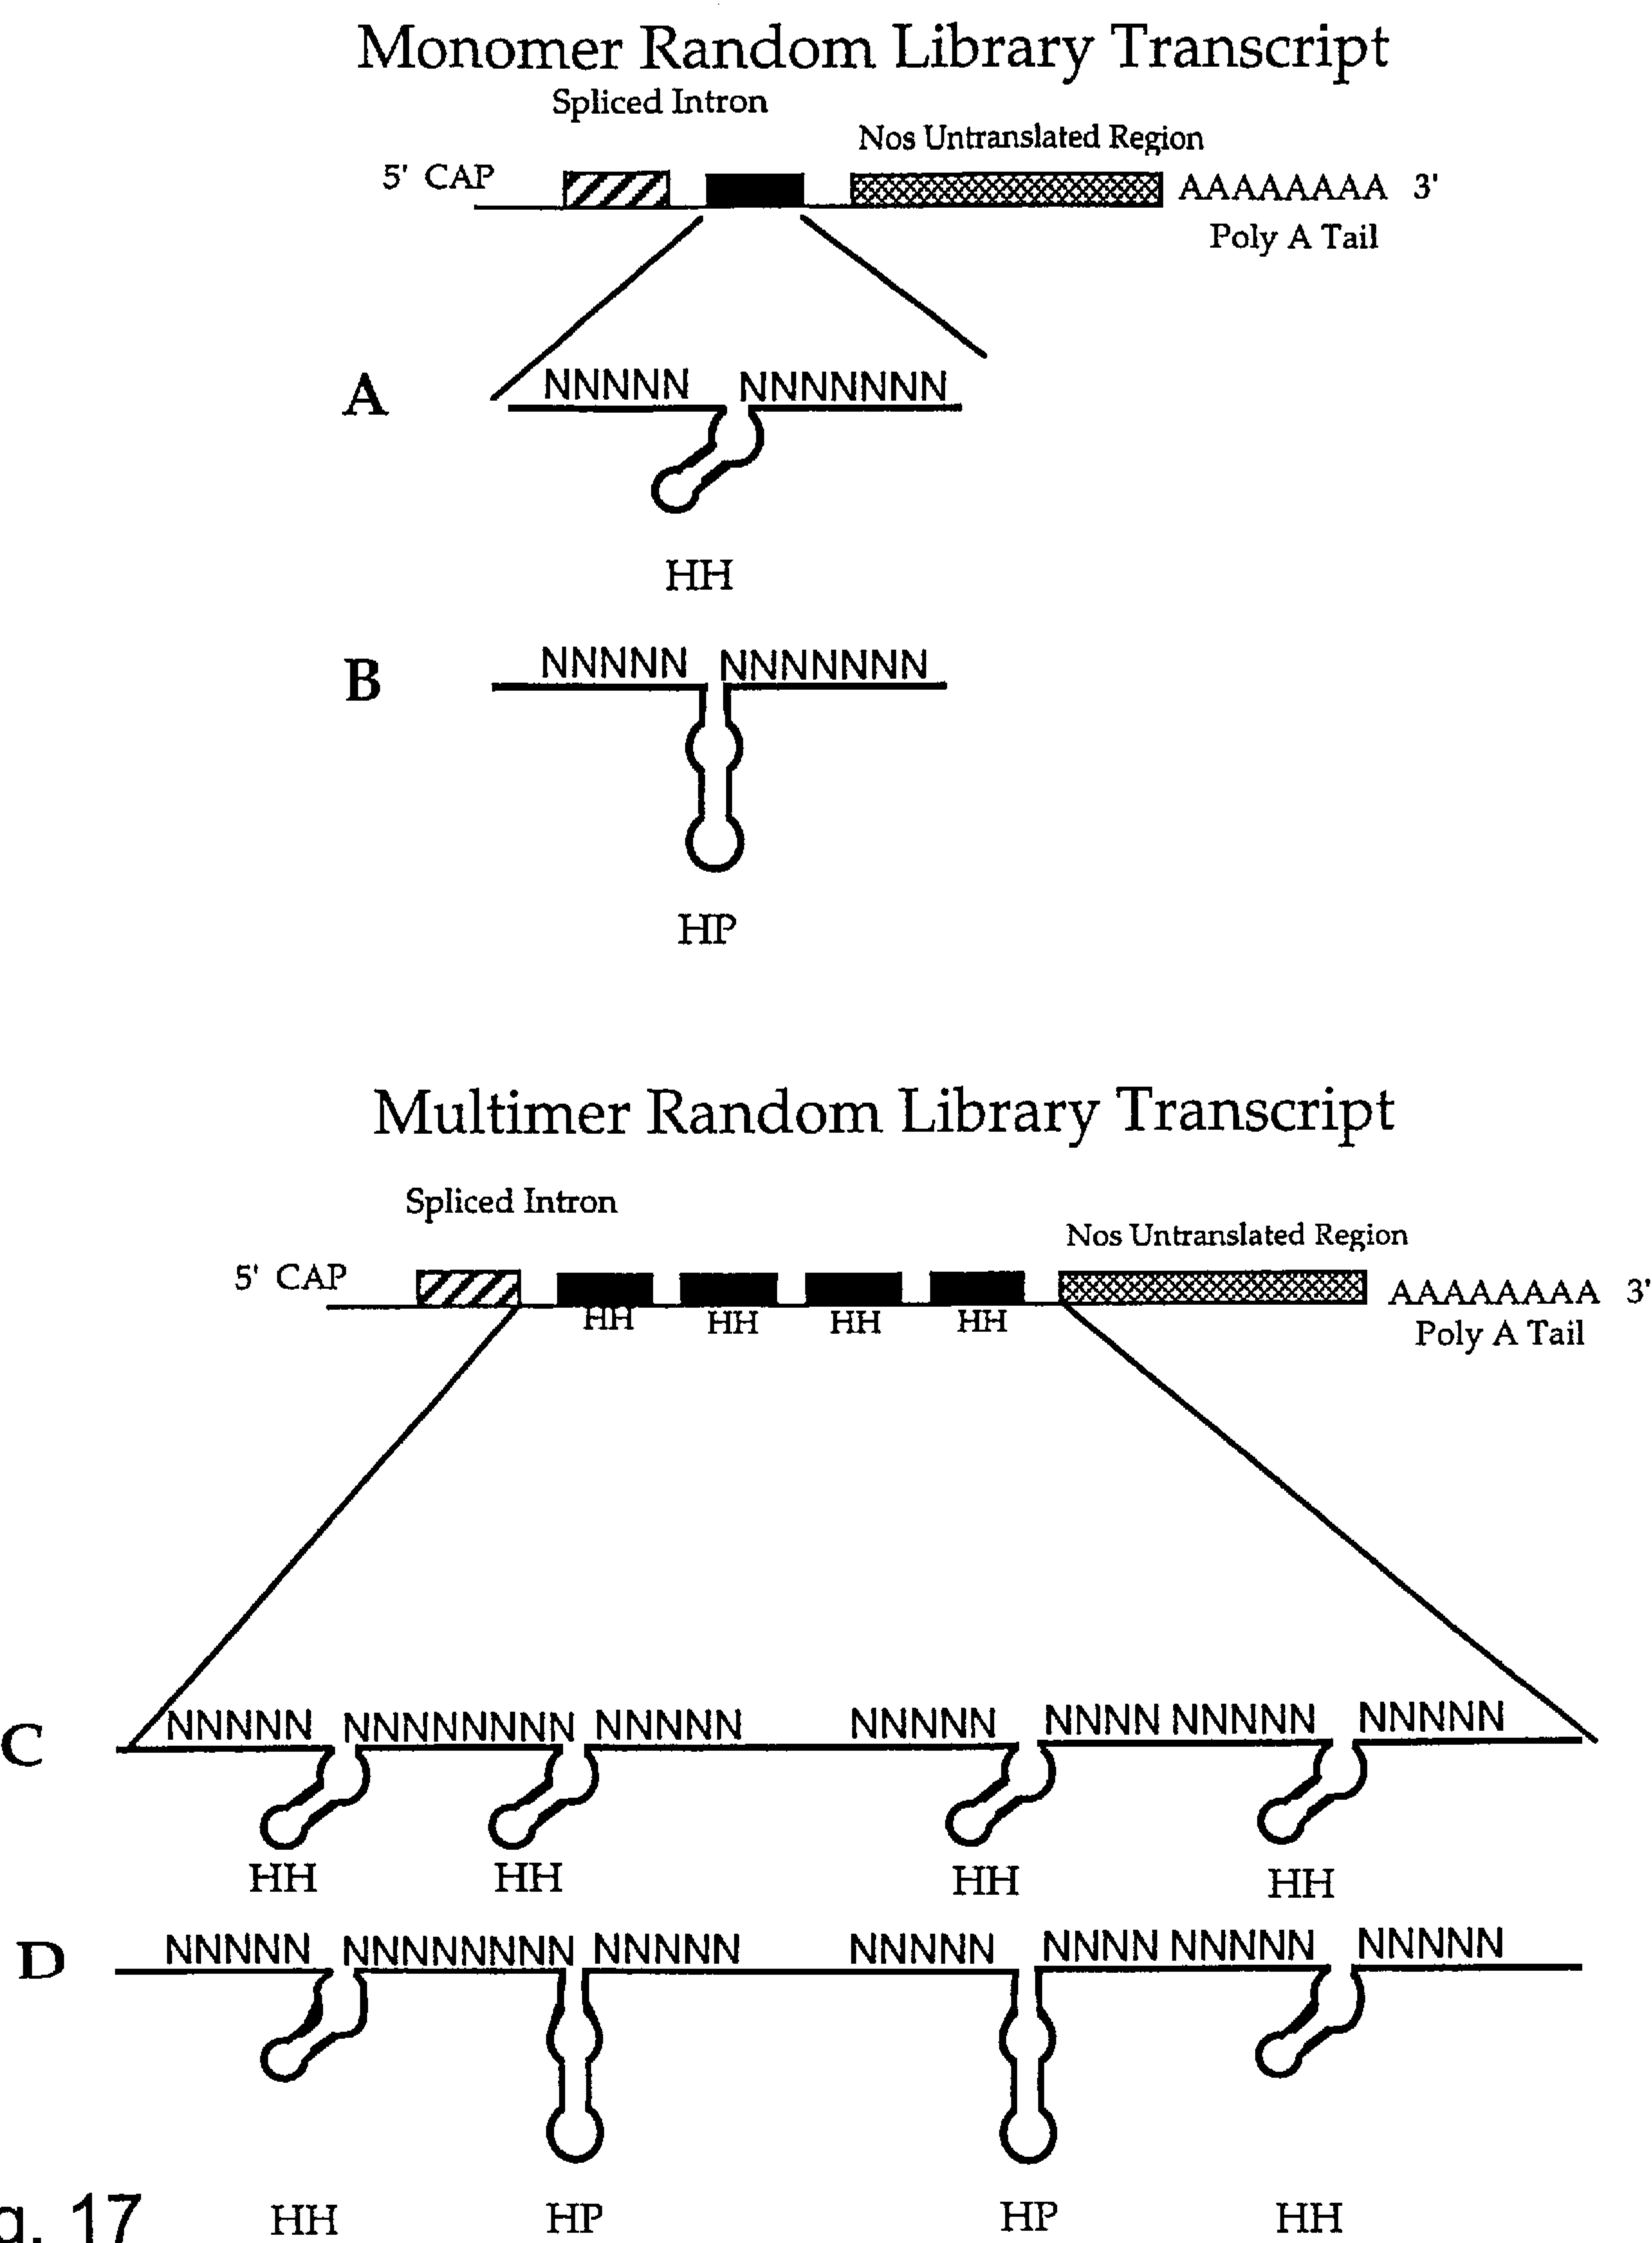 Monomer Random Library Transcript
Spliced Intron
Nos Untranslated Region
5' CAP AAAAAAAA 3'
Poly A Tail
A NNNNN NNNNNNN
HH
B NNNNN NNNNNNN
HP
Multimer Random Library Transcript
Spliced Intron
Nos Untranslated Region
5' CAP AAAAAAAA 3'
HH HH HH HH
Poly A Tail
C NNNNN NNNNNNNN NNNNN NNNNN NNNN NNNNN NNNNN
HH HH HH HH
D NNNNN NNNNNNNN NNNNN NNNNN NNNN NNNNN NNNNN
g. 17 HH HP HP HH